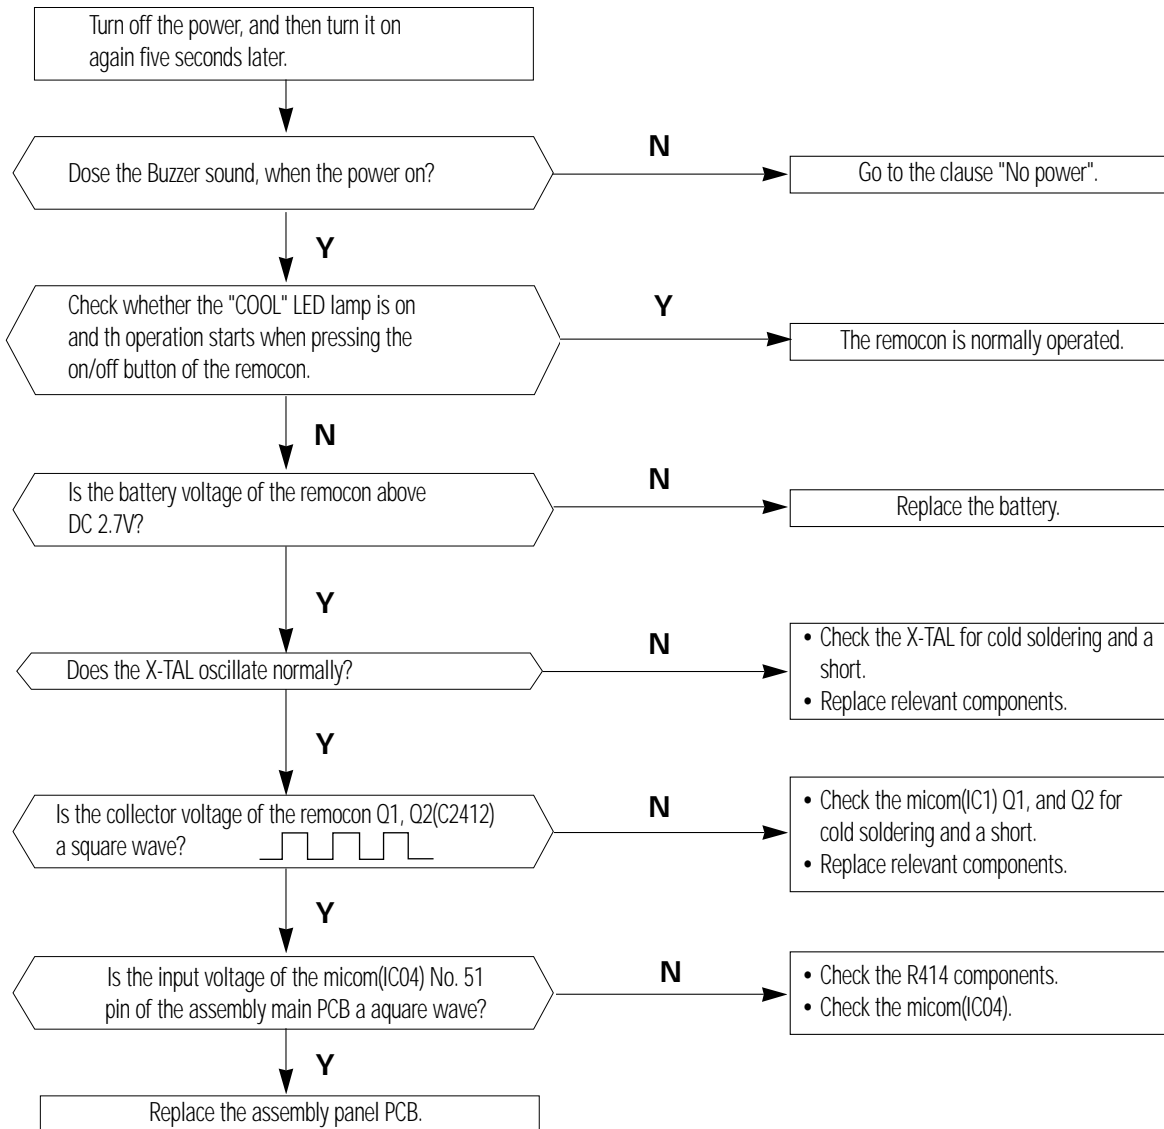 Turn off the power, and then turn it on
again five seconds later.
Dose the Buzzer sound, when the power on?
N
Go to the clause "No power".
Y
Check whether the "COOL" LED lamp is on
and th operation starts when pressing the
on/off button of the remocon.
Y
The remocon is normally operated.
N
Is the battery voltage of the remocon above
DC 2.7V?
N
Replace the battery.
Y
Does the X-TAL oscillate normally?
N
• Check the X-TAL for cold soldering and a
short.
• Replace relevant components.
Y
Is the collector voltage of the remocon Q1, Q2(C2412)
a square wave?
N
• Check the micom(IC1) Q1, and Q2 for
cold soldering and a short.
• Replace relevant components.
Y
Is the input voltage of the micom(IC04) No. 51
pin of the assembly main PCB a aquare wave?
N
• Check the R414 components.
• Check the micom(IC04).
Y
Replace the assembly panel PCB.